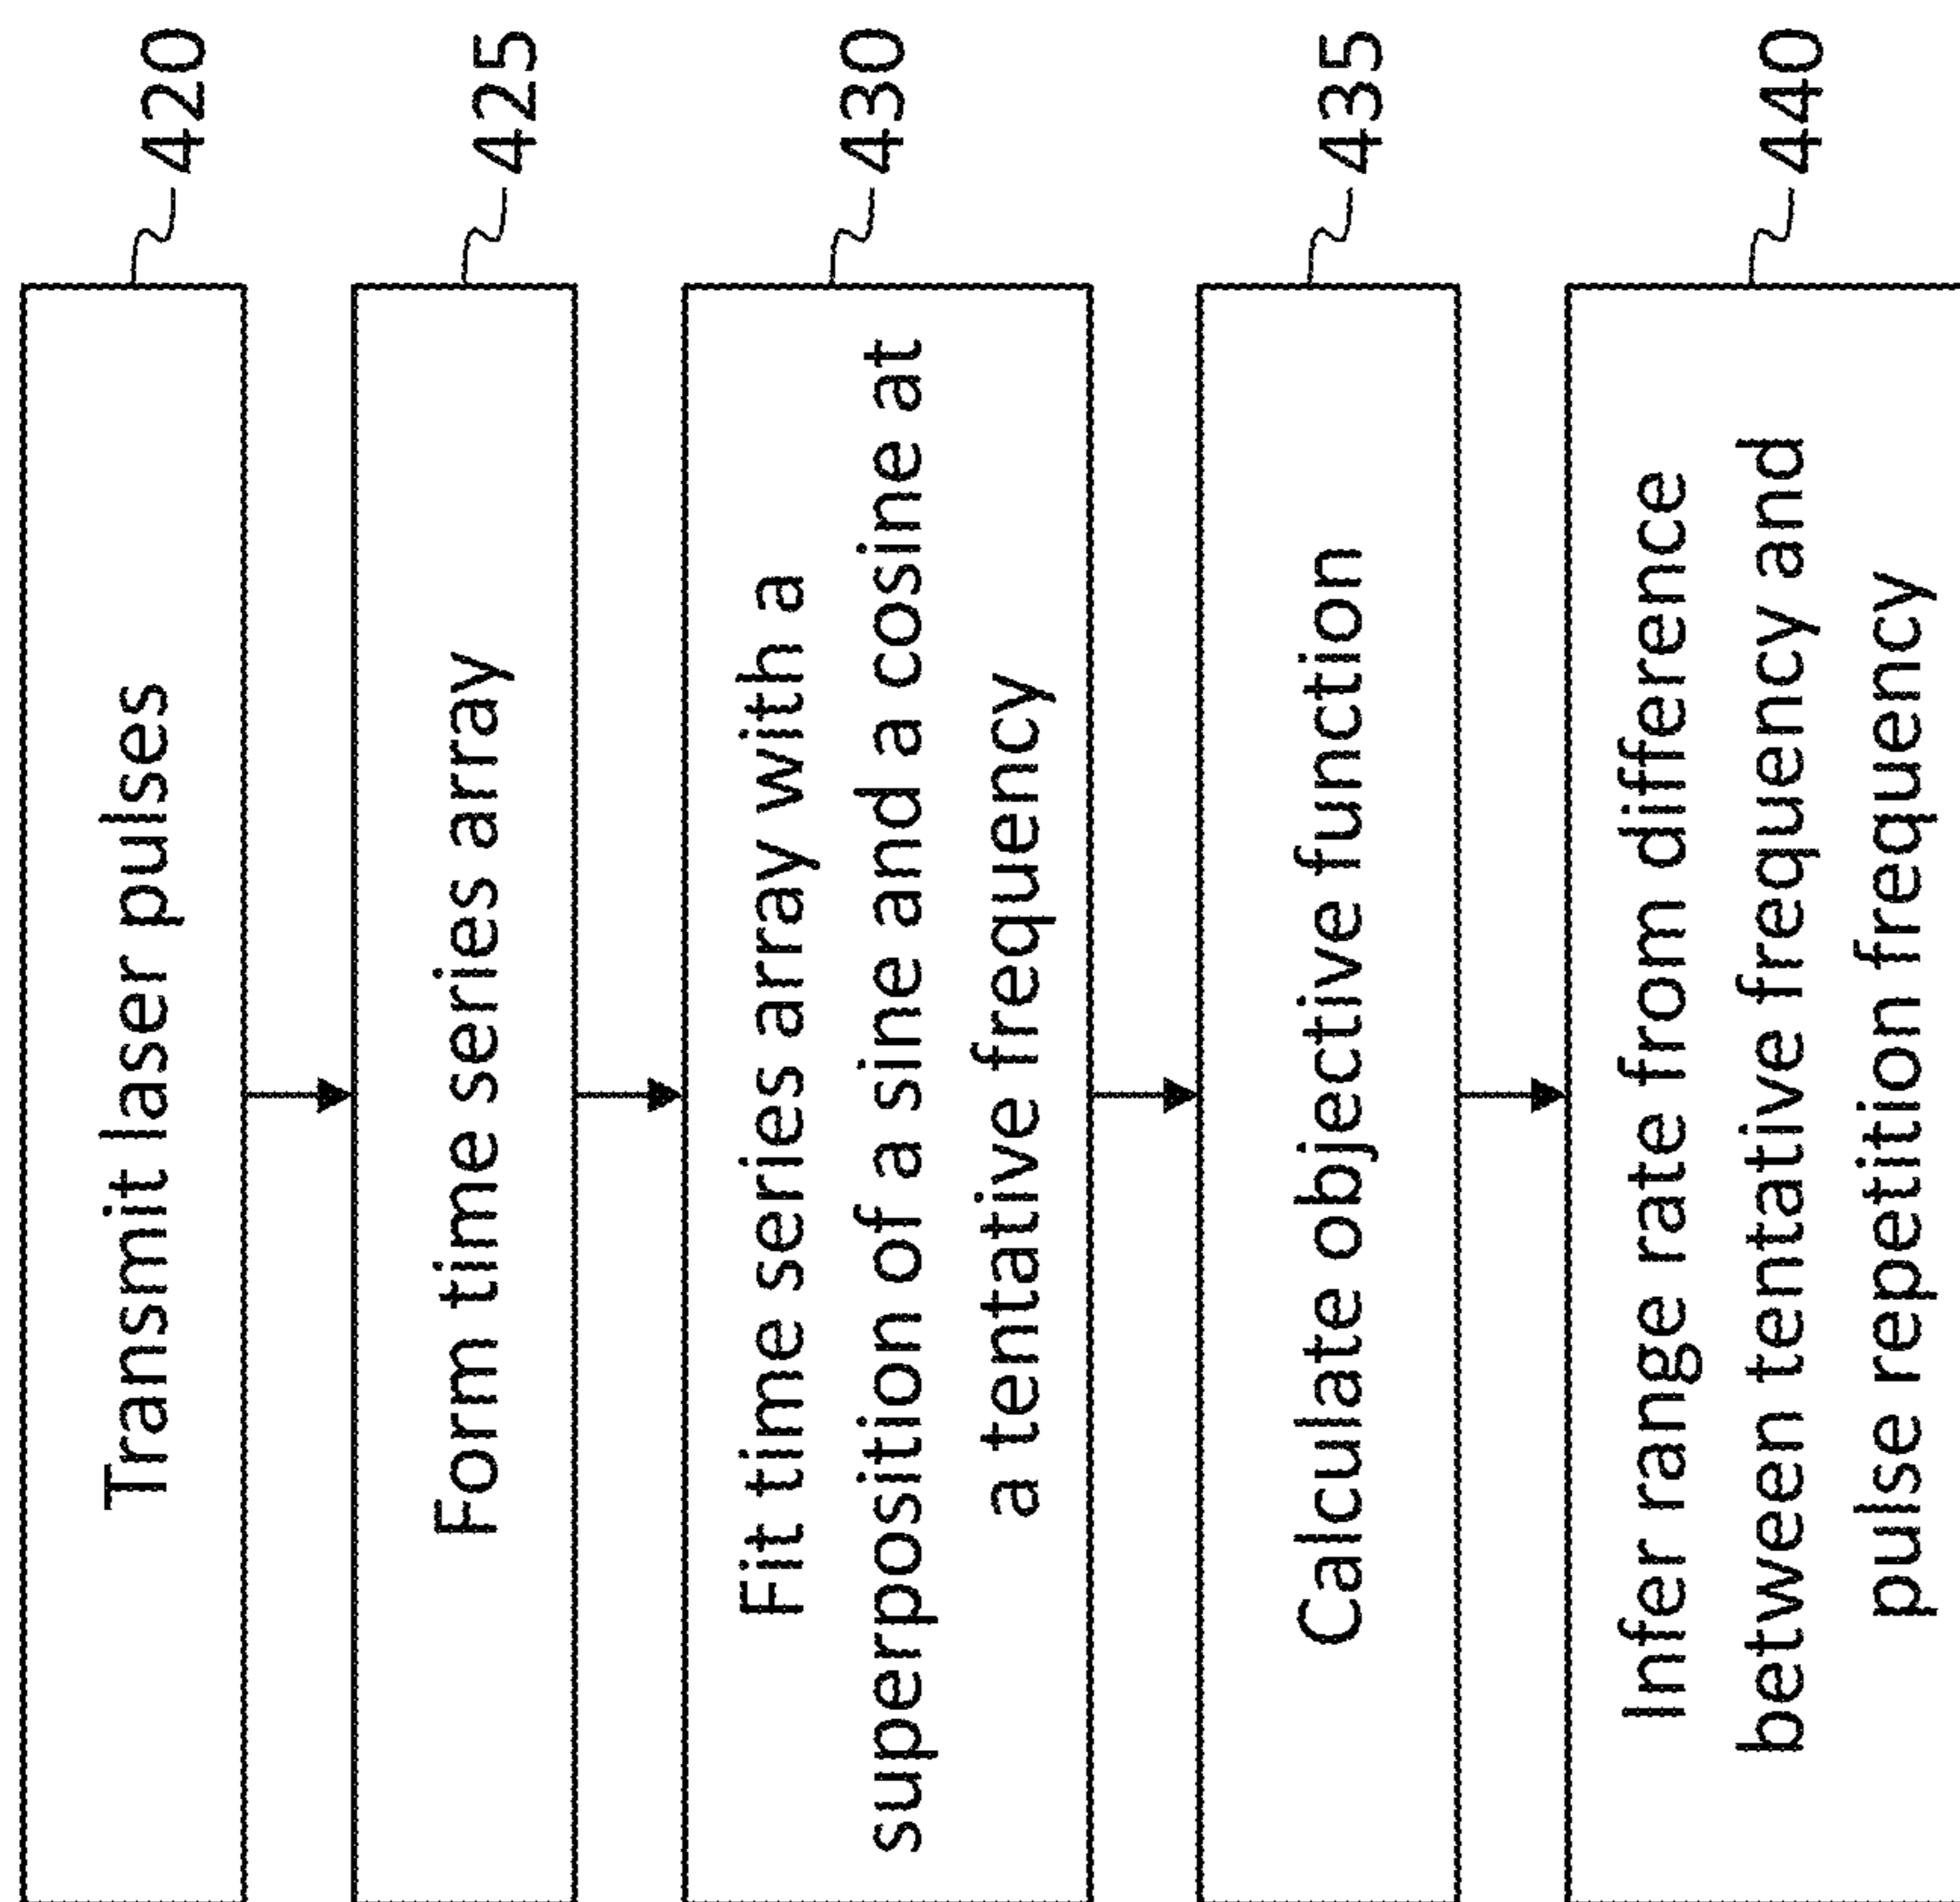 Transmit laser pulses
420
Form time series array
425
Fit time series array with a
superposition of a sine and a cosine at
a tentative frequency
430
Calculate objective function
435
Infer range rate from difference
between tentative frequency and
pulse repetition frequency
440